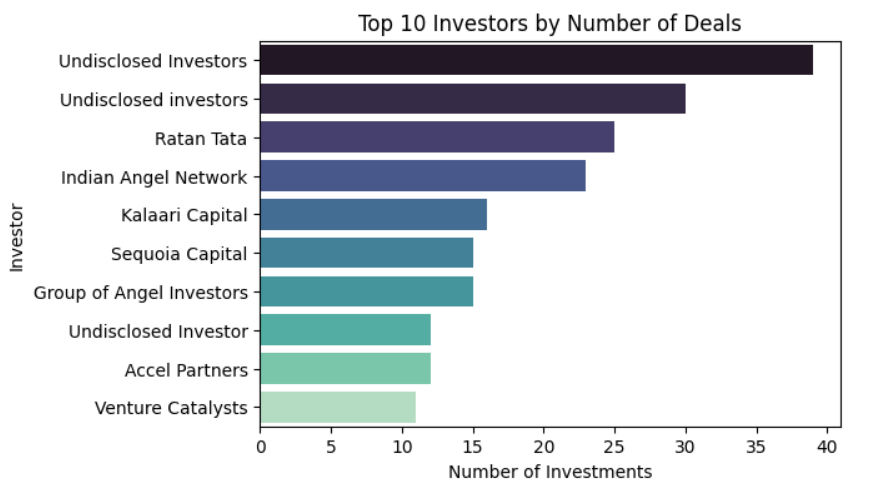 Top 10 Investors by Number of Deals
Undisclosed Investors
Undisclosed investors
Ratan Tata
Indian Angel Network
Kalaari Capital
Sequoia Capital
Group of Angel Investors
Undisclosed Investor
Accel Partners
Venture Catalysts
Investor
0 5 10 15 20 25 30 35 40
Number of Investments